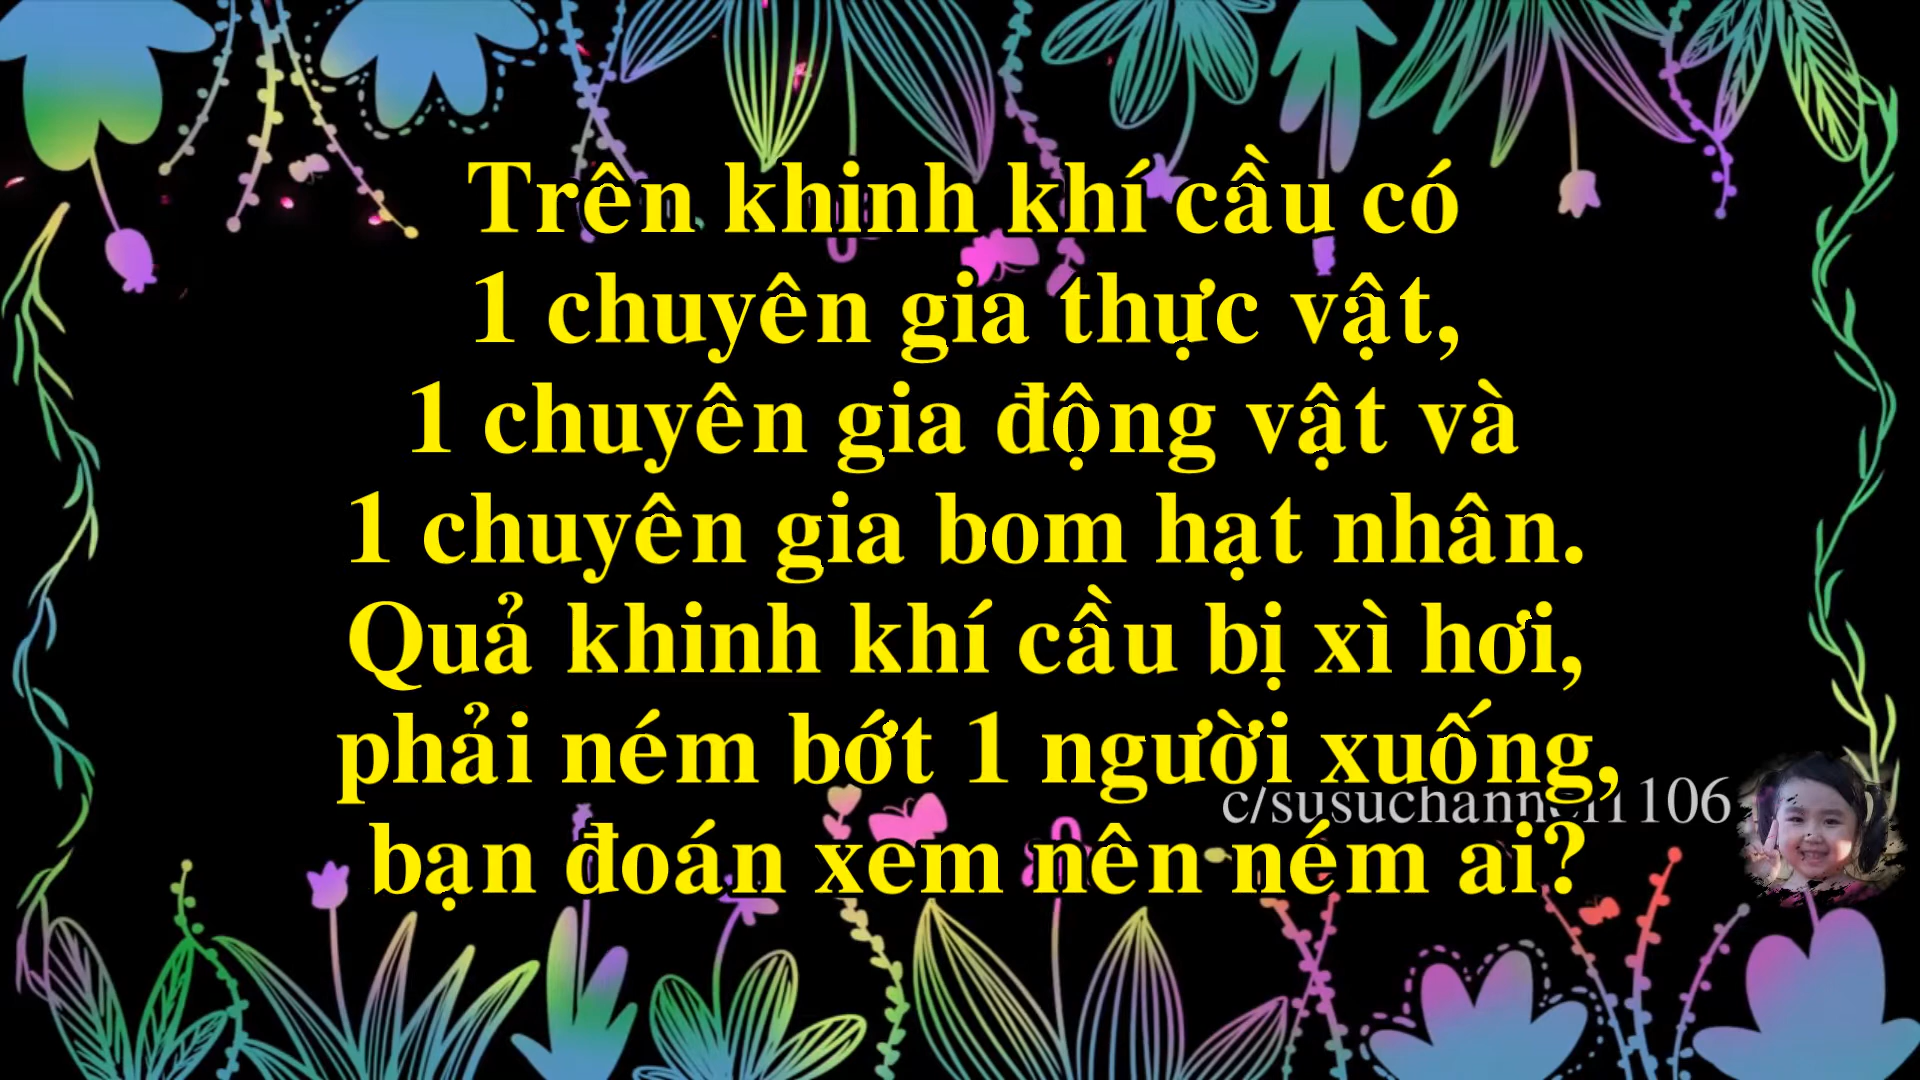 Trên khinh khí cầu có
1 chuyên gia thực vật,
1 chuyên gia động vật và
1 chuyên gia bom hạt nhân.
Quả khinh khí cầu bị xì hơi,
phải ném bớt 1 người xuống,
c/susuchannel1106
bạn đoán xem nên ném ai?